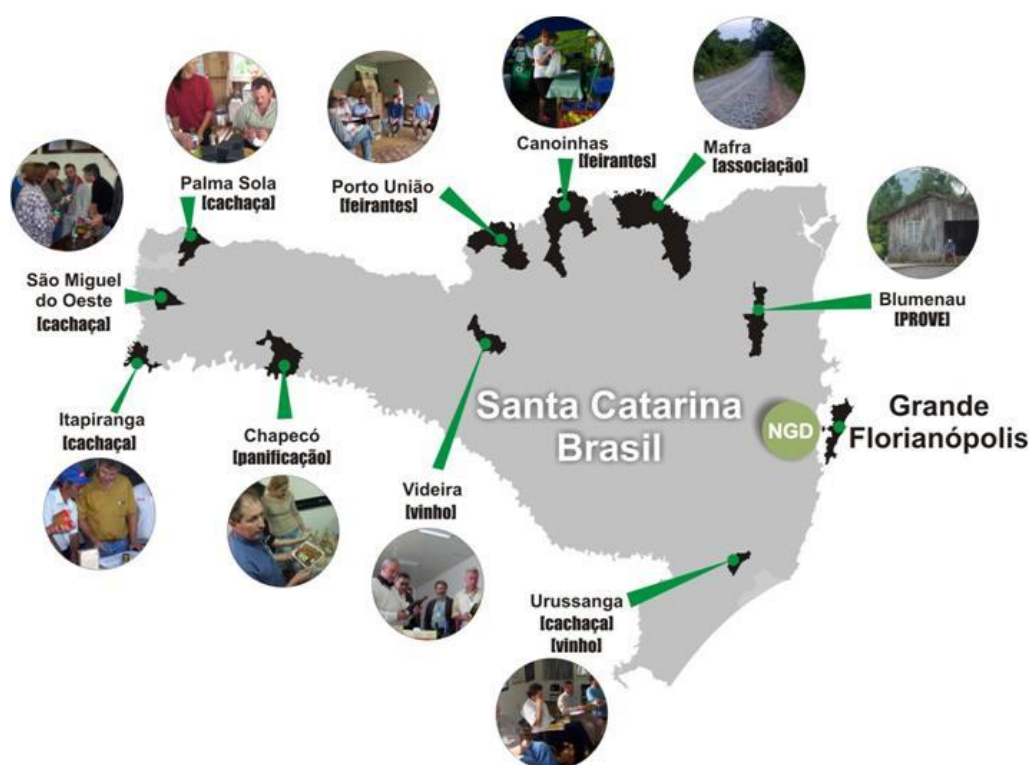 Canoinhas
[feirantes]
Mafra
[associação]
Palma Sola
[cachaça]
Porto União
[feirantes]
São Miguel
do Oeste
[cachaça]
Blumenau
[PROVE]
Itapiranga
[cachaça]
Chapecó
[panificação]
Videira
[vinho]
Santa Catarina
Brasil
NGD
Grande
Florianópolis
Urussanga
[cachaça]
[vinho]